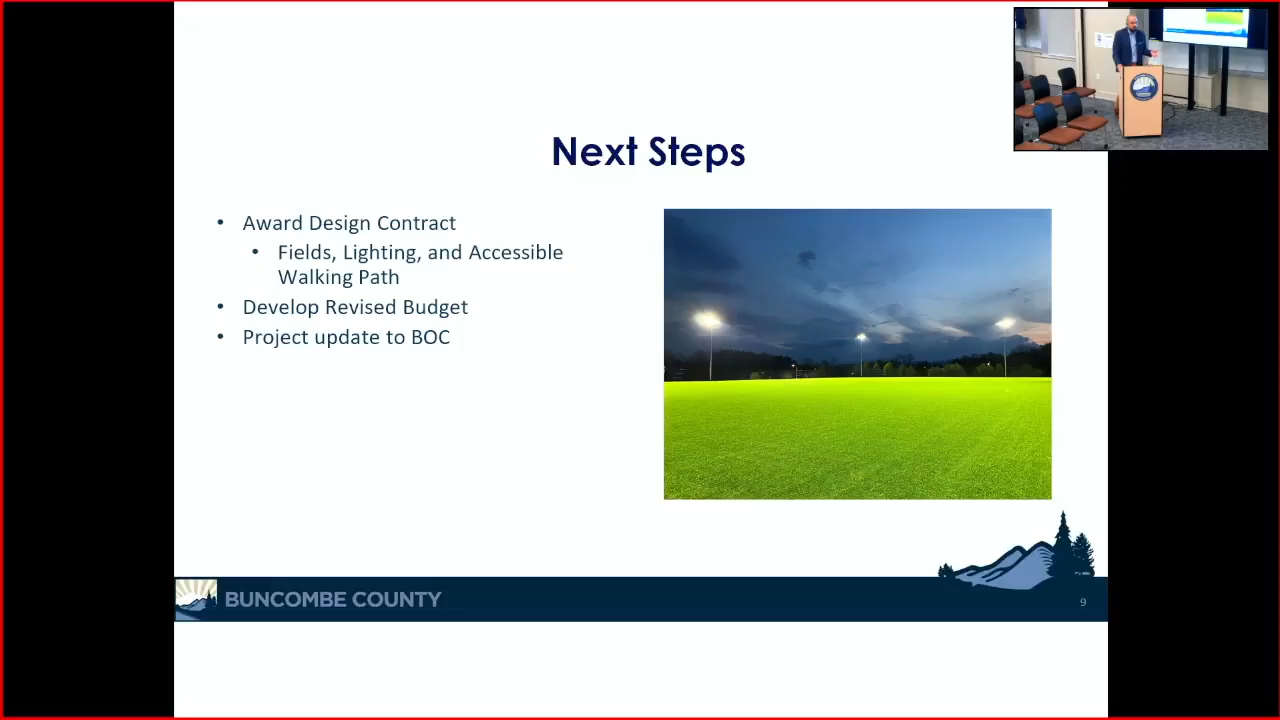 Next Steps
• Award Design Contract
• Fields, Lighting, and Accessible
Walking Path
• Develop Revised Budget
• Project update to BOC
BUNCOMBE COUNTY
9